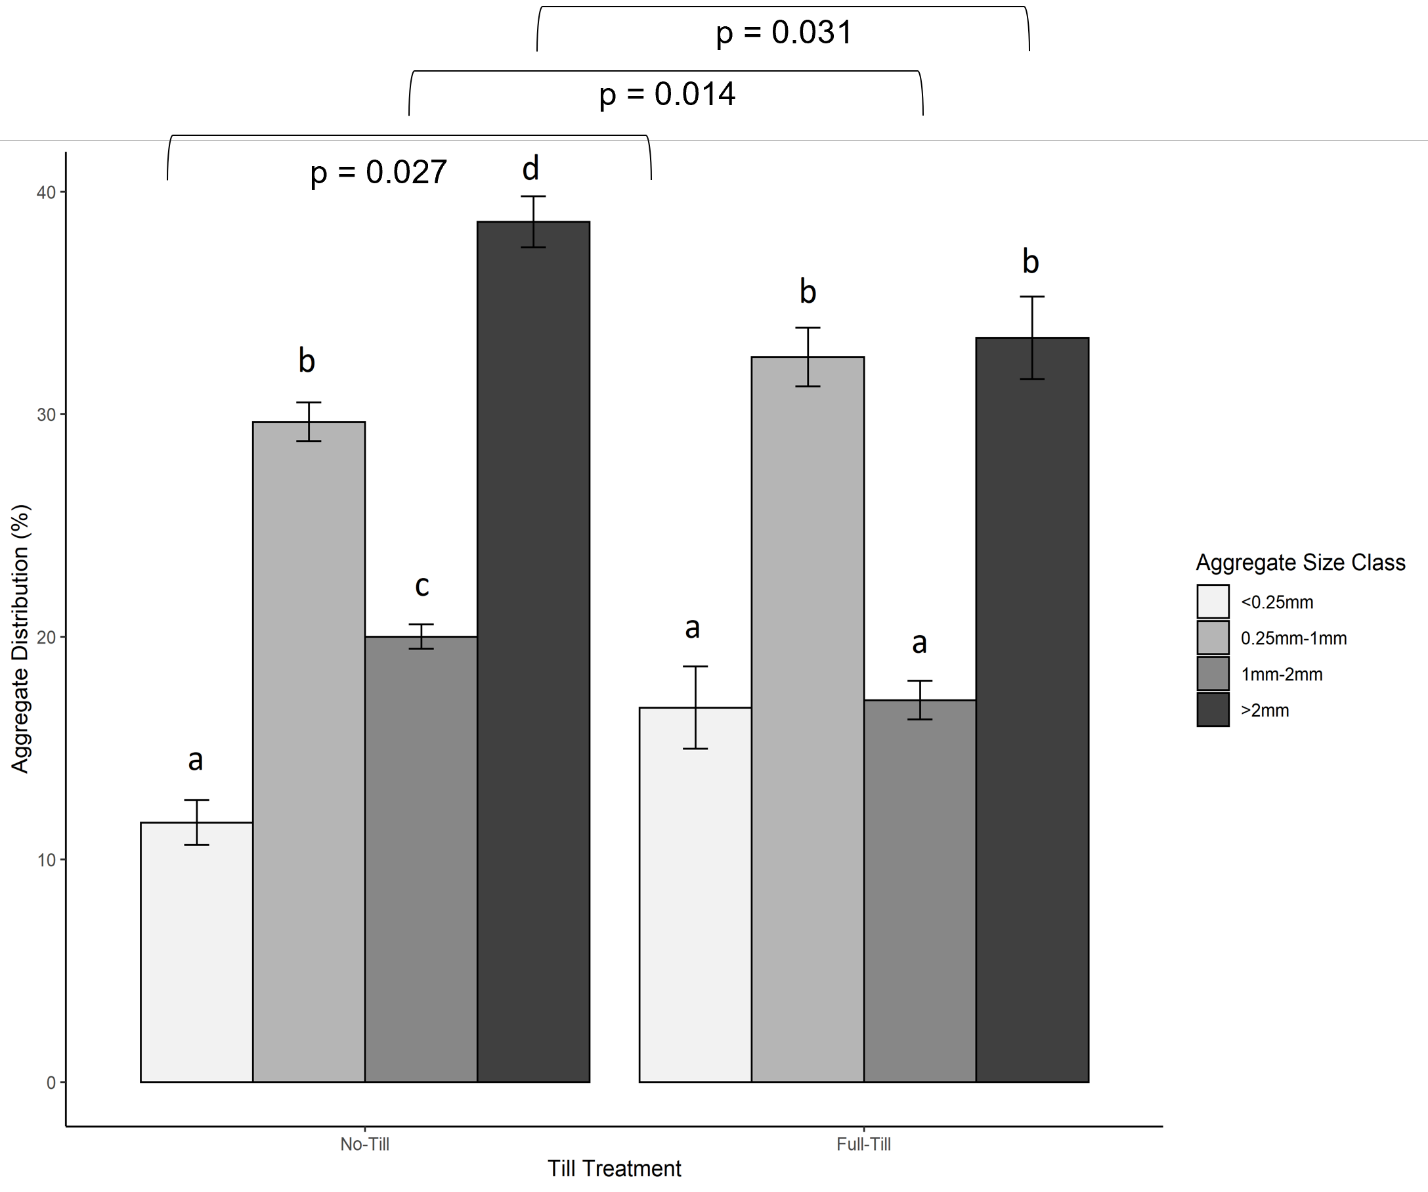 p = 0.031
p = 0.014
p = 0.027
d
b
b
b
c
a
a
a
40
30
20
10
0
Aggregate Distribution (%)
No-Till
Full-Till
Till Treatment
Aggregate Size Class
<0.25mm
0.25mm-1mm
1mm-2mm
>2mm